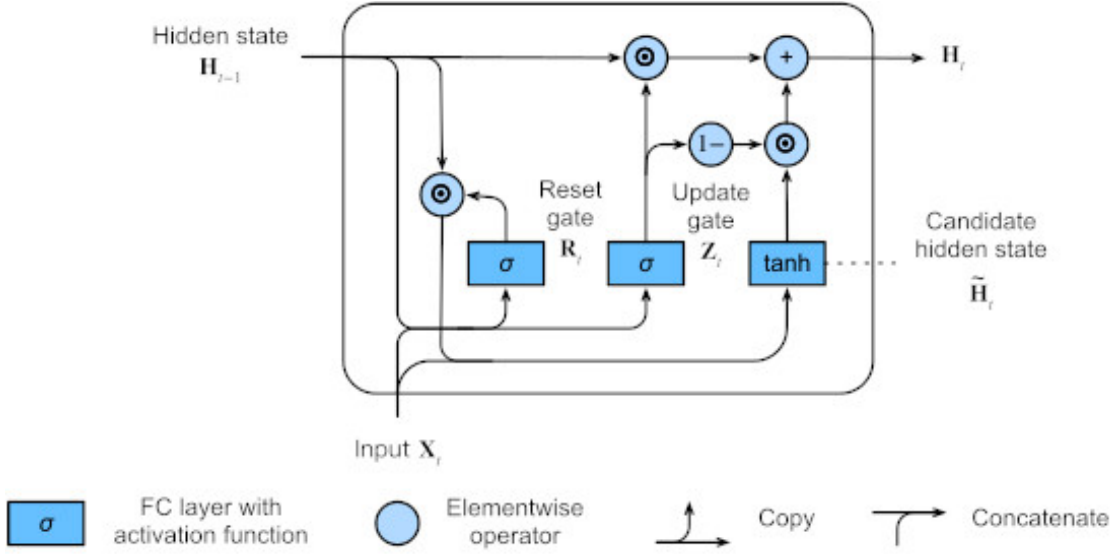 Hidden state
H_{t−1}
⊙
+
H_t
1−
⊙
⊙
Reset
gate
R_t
Update
gate
Z_t
σ
σ
tanh
Candidate
hidden state
H̃_t
Input X_t
σ
FC layer with
activation function
Elementwise
operator
Copy
Concatenate